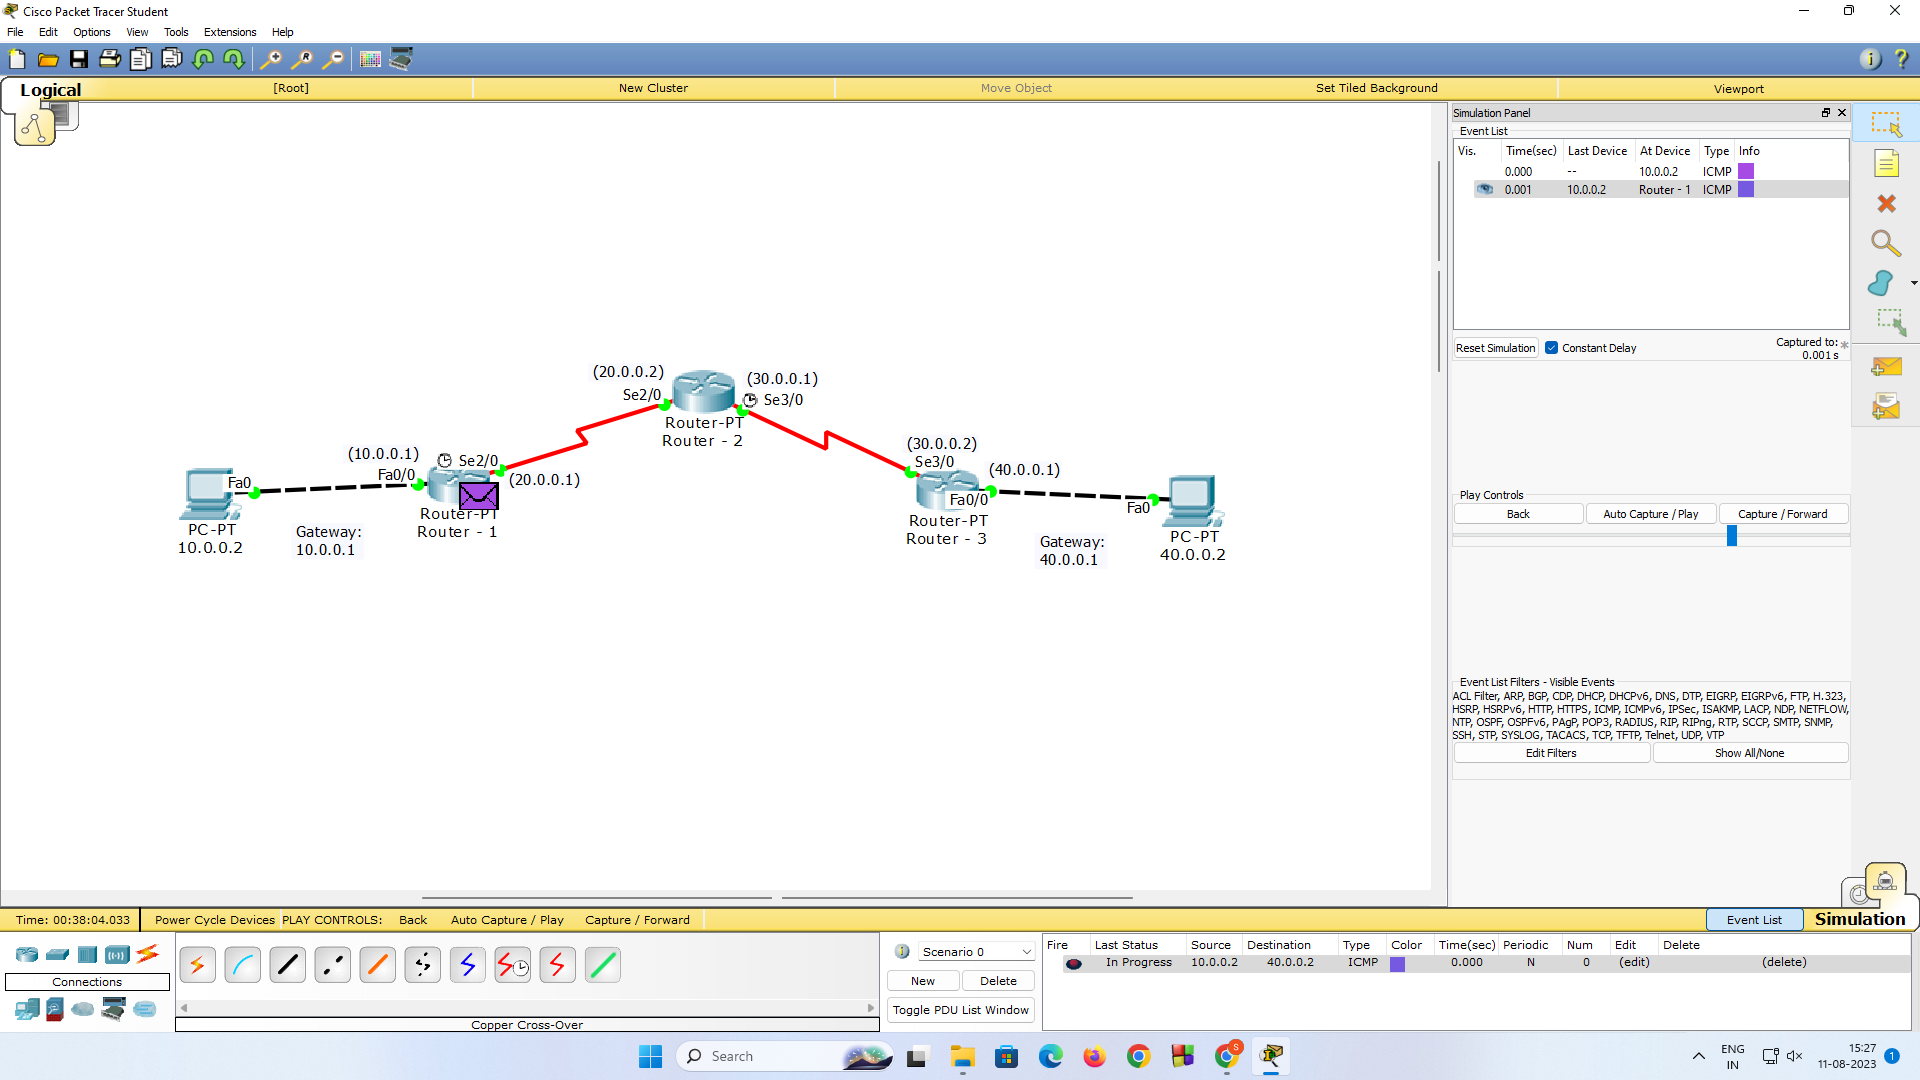 Cisco Packet Tracer Student
File Edit Options View Tools Extensions Help
Logical [Root] New Cluster Move Object Set Tiled Background Viewport
Simulation Panel
Event List
Vis. Time(sec) Last Device At Device Type Info
0.000 -- 10.0.0.2 ICMP
0.001 10.0.0.2 Router - 1 ICMP
Reset Simulation Constant Delay Captured to: *
0.001 s
(20.0.0.2)
Se2/0
(30.0.0.1)
Se3/0
Router-PT
Router - 2
(10.0.0.1)
Fa0/0
Se2/0
(20.0.0.1)
Fa0
PC-PT
10.0.0.2
Gateway:
10.0.0.1
Router-PT
Router - 1
(30.0.0.2)
Se3/0
(40.0.0.1)
Fa0/0
Router-PT
Router - 3
Fa0
Gateway:
40.0.0.1
PC-PT
40.0.0.2
Play Controls
Back Auto Capture / Play Capture / Forward
Event List Filters - Visible Events
ACL Filter, ARP, BGP, CDP, DHCP, DHCPv6, DNS, DTP, EIGRP, EIGRPv6, FTP, H.323,
HSRP, HSRPv6, HTTP, HTTPS, ICMP, ICMPv6, IPSec, ISAKMP, LACP, NDP, NETFLOW,
NTP, OSPF, OSPFv6, PAgP, POP3, RADIUS, RIP, RIPng, RTP, SCCP, SMTP, SNMP,
SSH, STP, SYSLOG, TACACS, TCP, TFTP, Telnet, UDP, VTP
Edit Filters Show All/None
Time: 00:38:04.033 Power Cycle Devices PLAY CONTROLS: Back Auto Capture / Play Capture / Forward Event List Simulation
Connections
Copper Cross-Over
Scenario 0
New Delete
Toggle PDU List Window
Fire Last Status Source Destination Type Color Time(sec) Periodic Num Edit Delete
In Progress 10.0.0.2 40.0.0.2 ICMP 0.000 N 0 (edit) (delete)
Search
S
ENG
IN
15:27
11-08-2023
1